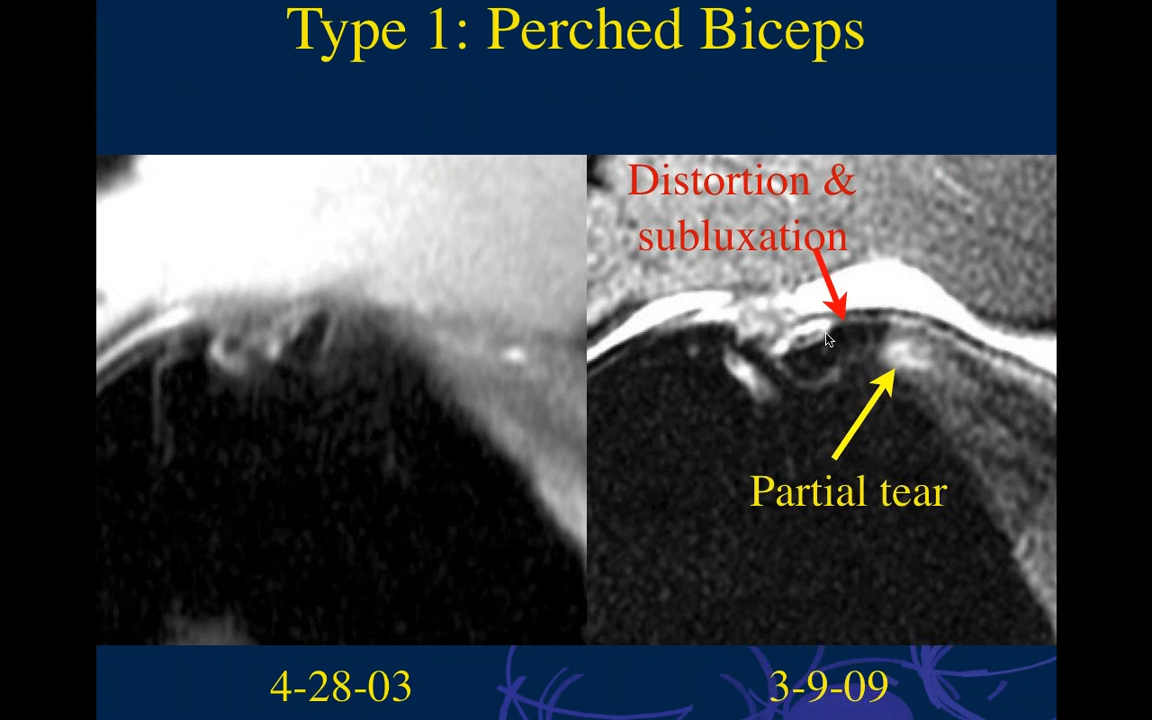 Type 1: Perched Biceps
Distortion &
subluxation
Partial tear
4-28-03
3-9-09